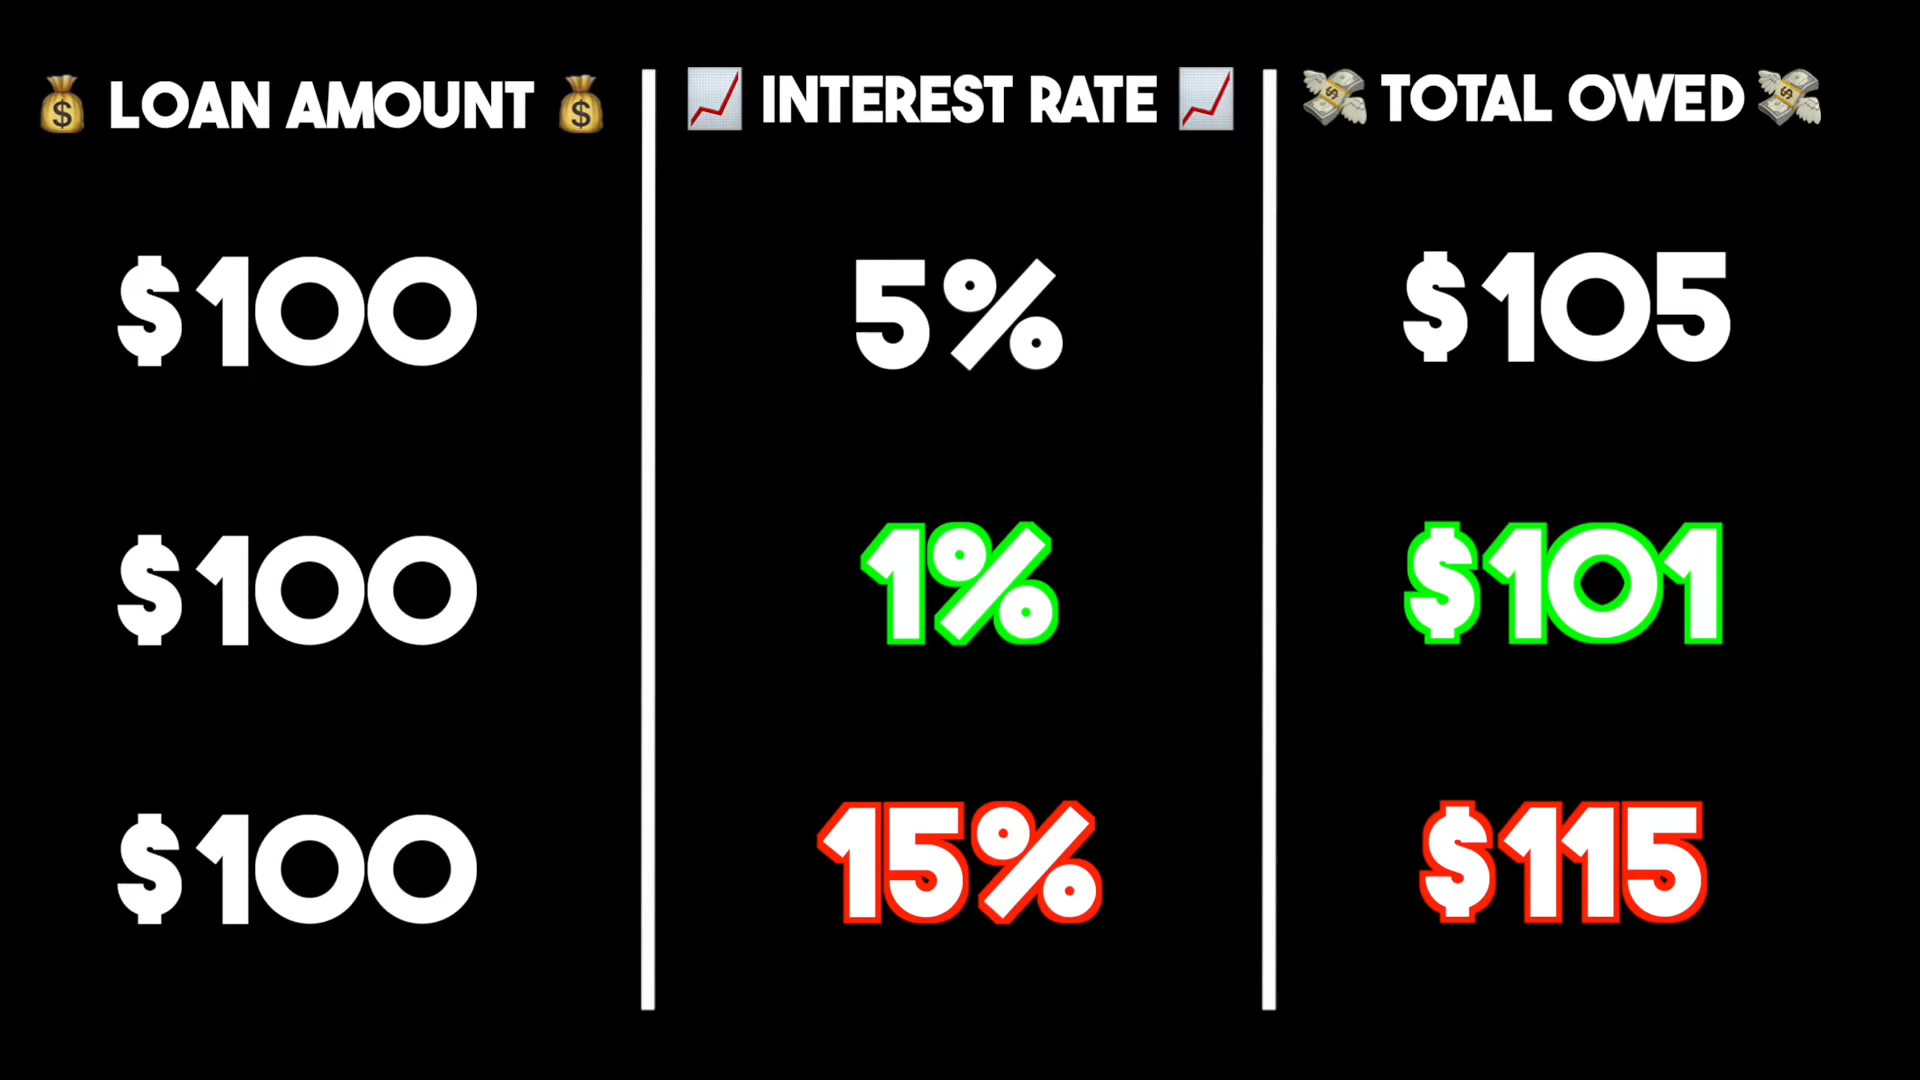 💰 LOAN AMOUNT 💰 📈 INTEREST RATE 📈 💸 TOTAL OWED 💸
$100 5% $105
$100 1% $101
$100 15% $115